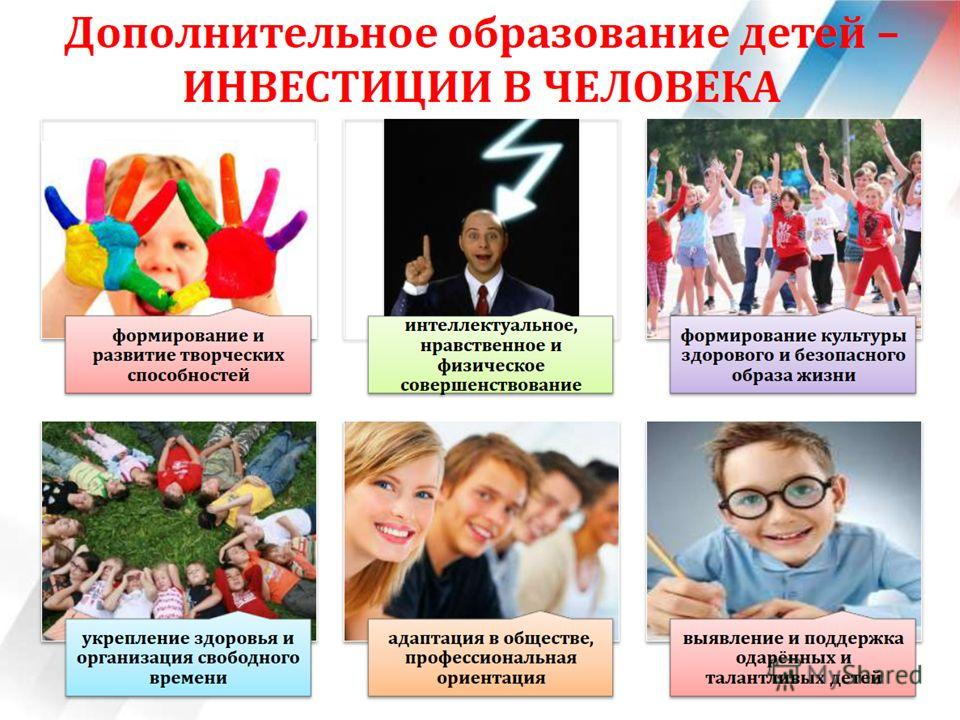 Дополнительное образование детей –
ИНВЕСТИЦИИ В ЧЕЛОВЕКА
формирование и
развитие творческих
способностей
интеллектуальное,
нравственное и
физическое
совершенствование
формирование культуры
здорового и безопасного
образа жизни
укрепление здоровья и
организация свободного
времени
адаптация в обществе,
профессиональная
ориентация
выявление и поддержка
одарённых и
талантливых детей
MyShared